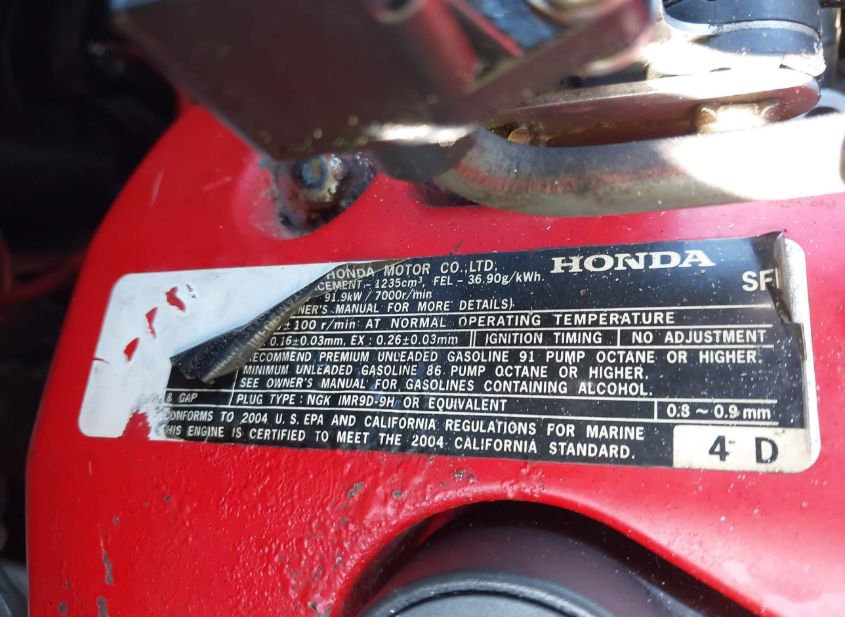 HONDA MOTOR CO.,LTD. HONDA
CEMENT - 1235cm³, FEL - 36.90g/kWh. SFI
91.9kW / 7000r/min
NER'S MANUAL FOR MORE DETAILS)
±100 r/min AT NORMAL OPERATING TEMPERATURE
0.16±0.03mm, EX : 0.26±0.03mm IGNITION TIMING NO ADJUSTMENT
RECOMMEND PREMIUM UNLEADED GASOLINE 91 PUMP OCTANE OR HIGHER.
MINIMUM UNLEADED GASOLINE 86 PUMP OCTANE OR HIGHER.
SEE OWNER'S MANUAL FOR GASOLINES CONTAINING ALCOHOL.
& GAP PLUG TYPE : NGK IMR9D-9H OR EQUIVALENT 0.8 ~ 0.9 mm
CONFORMS TO 2004 U.S. EPA AND CALIFORNIA REGULATIONS FOR MARINE
THIS ENGINE IS CERTIFIED TO MEET THE 2004 CALIFORNIA STANDARD. 4 D